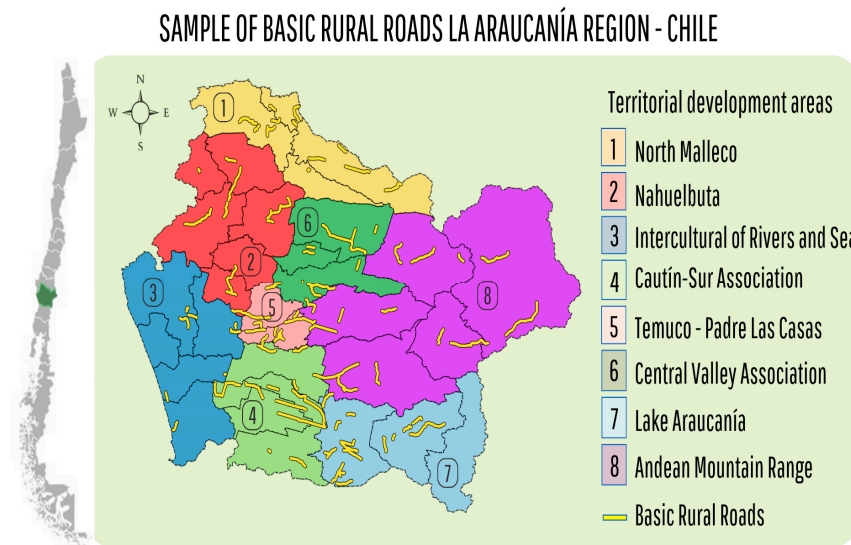 SAMPLE OF BASIC RURAL ROADS LA ARAUCANÍA REGION - CHILE
N
W E
S
1
2
3
4
5
6
7
8
Territorial development areas
1 North Malleco
2 Nahuelbuta
3 Intercultural of Rivers and Sea
4 Cautín-Sur Association
5 Temuco - Padre Las Casas
6 Central Valley Association
7 Lake Araucanía
8 Andean Mountain Range
Basic Rural Roads